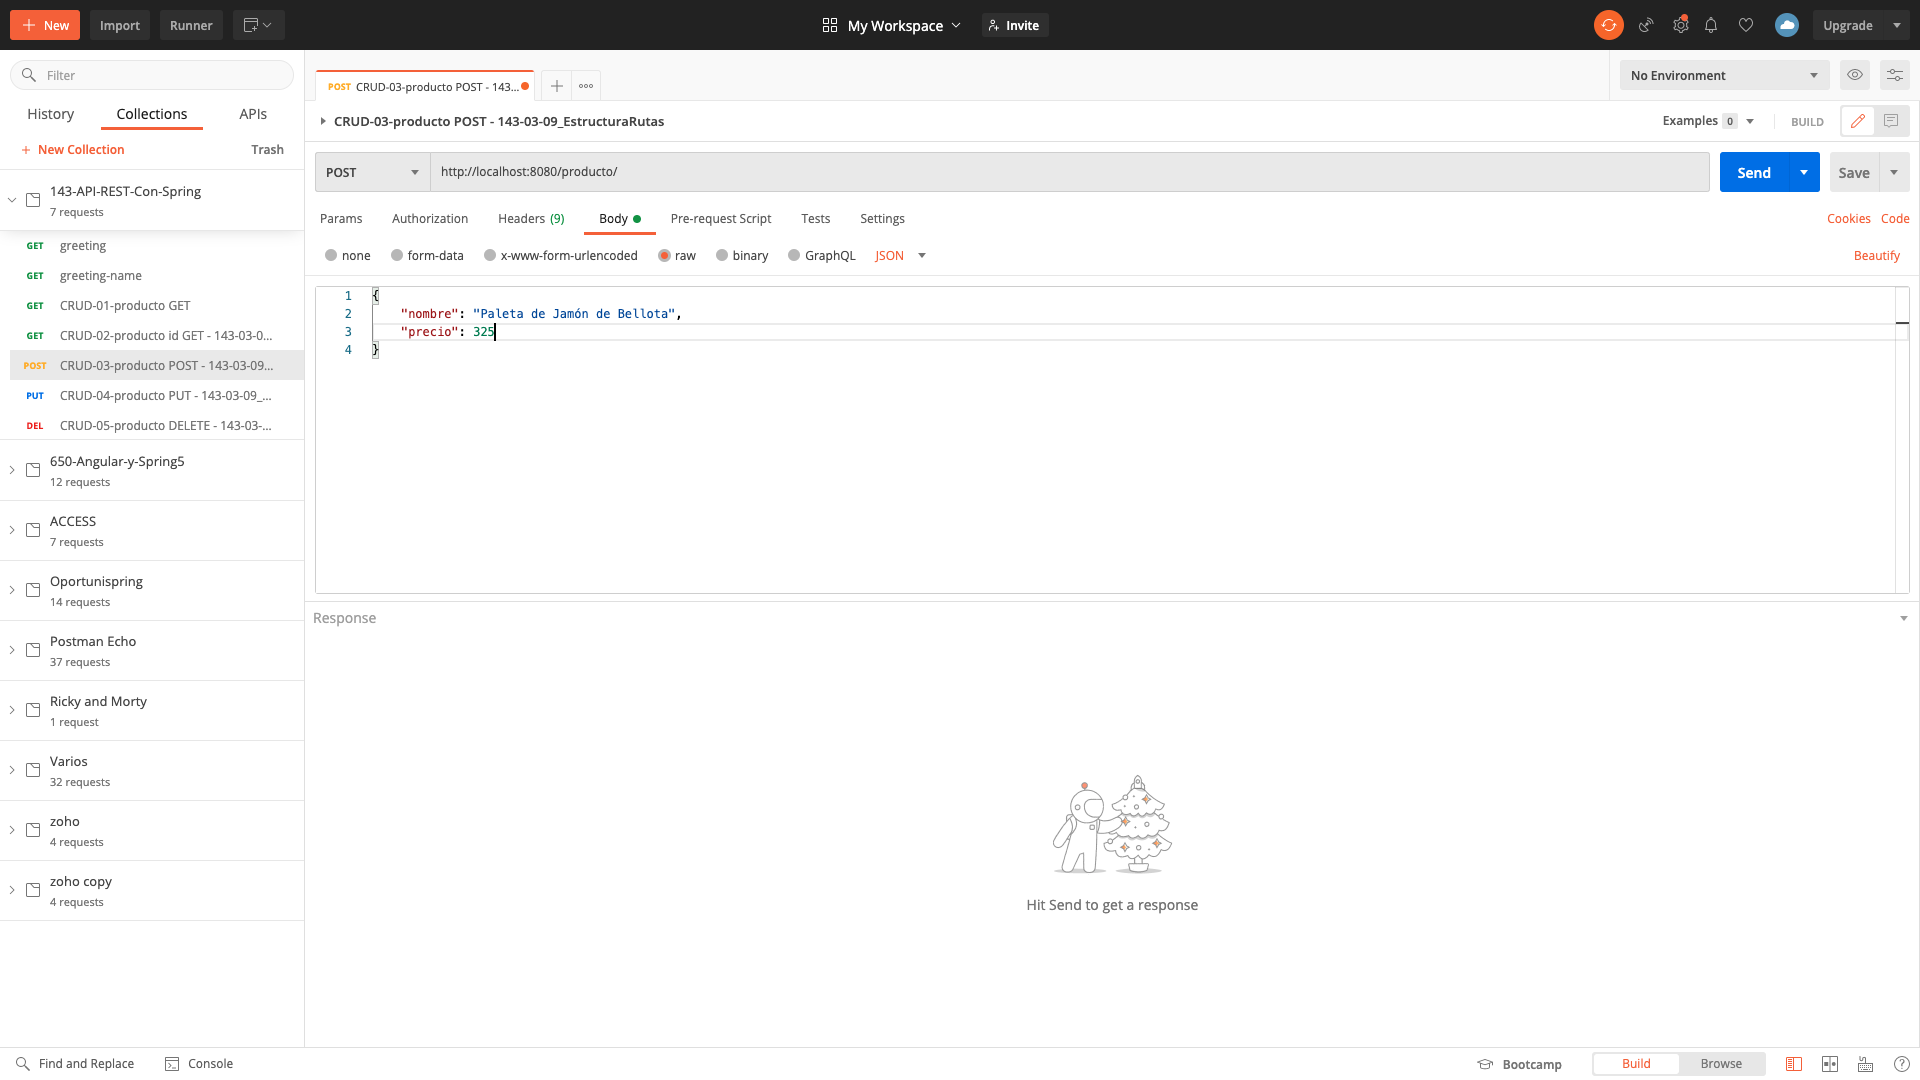 New
Import
Runner
My Workspace
Invite
Upgrade
Filter
History
Collections
APIs
New Collection
Trash
143-API-REST-Con-Spring
7 requests
GET greeting
GET greeting-name
GET CRUD-01-producto GET
GET CRUD-02-producto id GET - 143-03-0...
POST CRUD-03-producto POST - 143-03-09...
PUT CRUD-04-producto PUT - 143-03-09_...
DEL CRUD-05-producto DELETE - 143-03-...
650-Angular-y-Spring5
12 requests
ACCESS
7 requests
Oportunispring
14 requests
Postman Echo
37 requests
Ricky and Morty
1 request
Varios
32 requests
zoho
4 requests
zoho copy
4 requests
POST CRUD-03-producto POST - 143...
No Environment
CRUD-03-producto POST - 143-03-09_EstructuraRutas
Examples 0
BUILD
POST
http://localhost:8080/producto/
Send
Save
Params
Authorization
Headers (9)
Body
Pre-request Script
Tests
Settings
Cookies
Code
none
form-data
x-www-form-urlencoded
raw
binary
GraphQL
JSON
Beautify
1 {
2 "nombre": "Paleta de Jamón de Bellota",
3 "precio": 325
4 }
Response
Hit Send to get a response
Find and Replace
Console
Bootcamp
Build
Browse